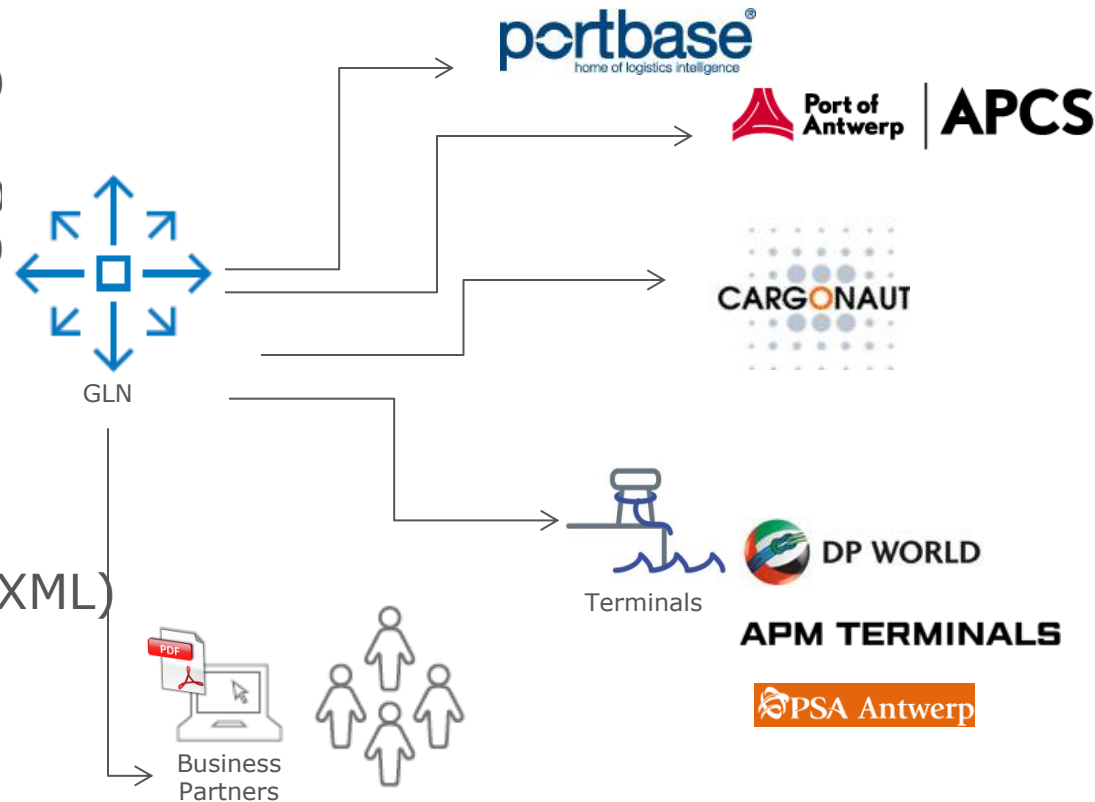 portbase®
home of logistics intelligence
Port of
Antwerp
APCS
CARGONAUT
GLN
Terminals
DP WORLD
APM TERMINALS
PSA Antwerp
XML)
PDF
Business
Partners